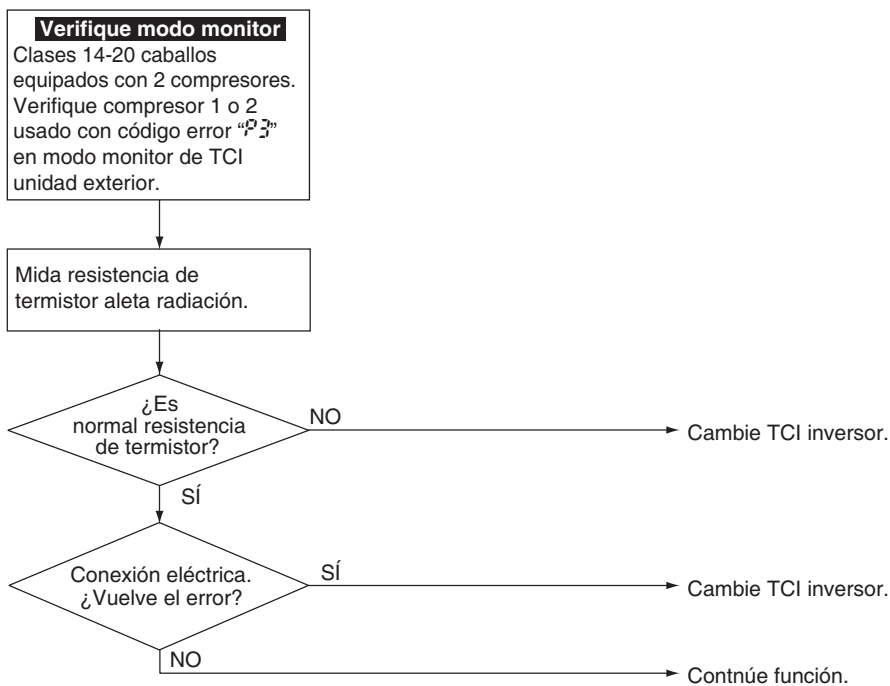 Verifique modo monitor
Clases 14-20 caballos
equipados con 2 compresores.
Verifique compresor 1 o 2
usado con código error “P3”
en modo monitor de TCI
unidad exterior.
Mida resistencia de
termistor aleta radiación.
¿Es
normal resistencia
de termistor?
NO
Cambie TCI inversor.
SÍ
Conexión eléctrica.
¿Vuelve el error?
SÍ
Cambie TCI inversor.
NO
Contnúe función.